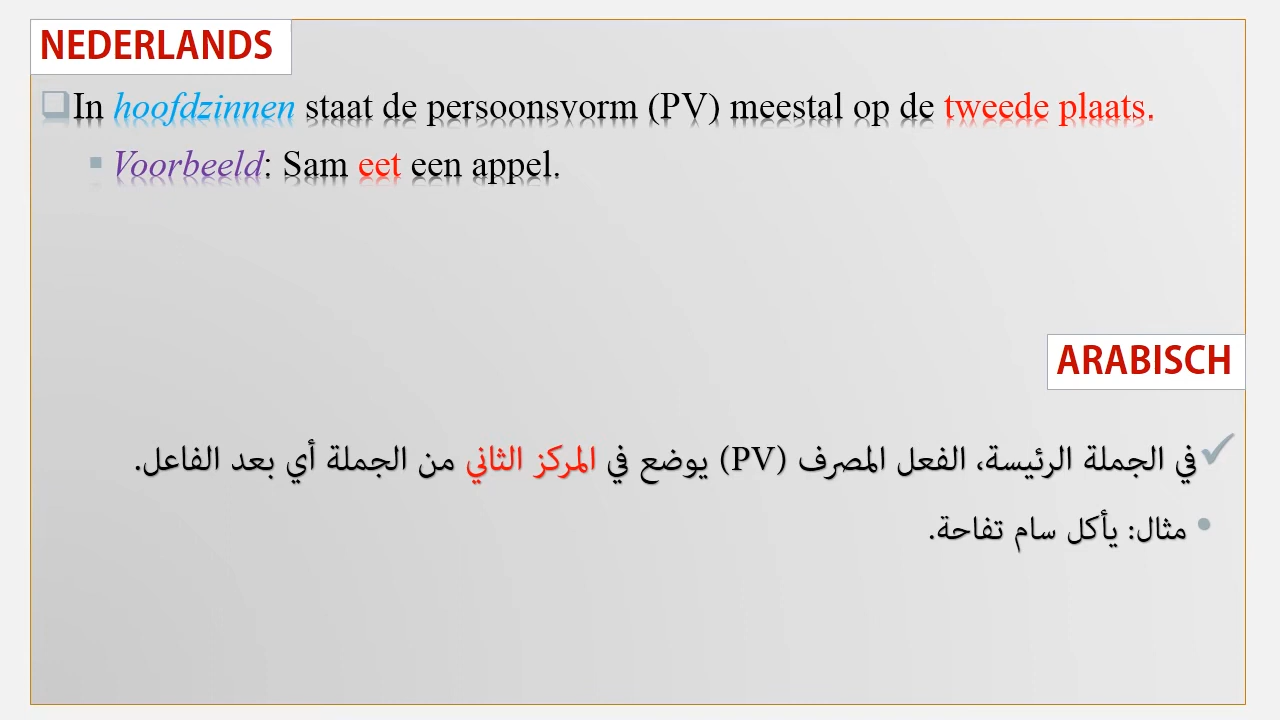 NEDERLANDS
In hoofdzinnen staat de persoonsvorm (PV) meestal op de tweede plaats.
Voorbeeld: Sam eet een appel.
ARABISCH
في الجملة الرئيسة، الفعل المصرف (PV) يوضع في المركز الثاني من الجملة أي بعد الفاعل.
مثال: يأكل سام تفاحة.